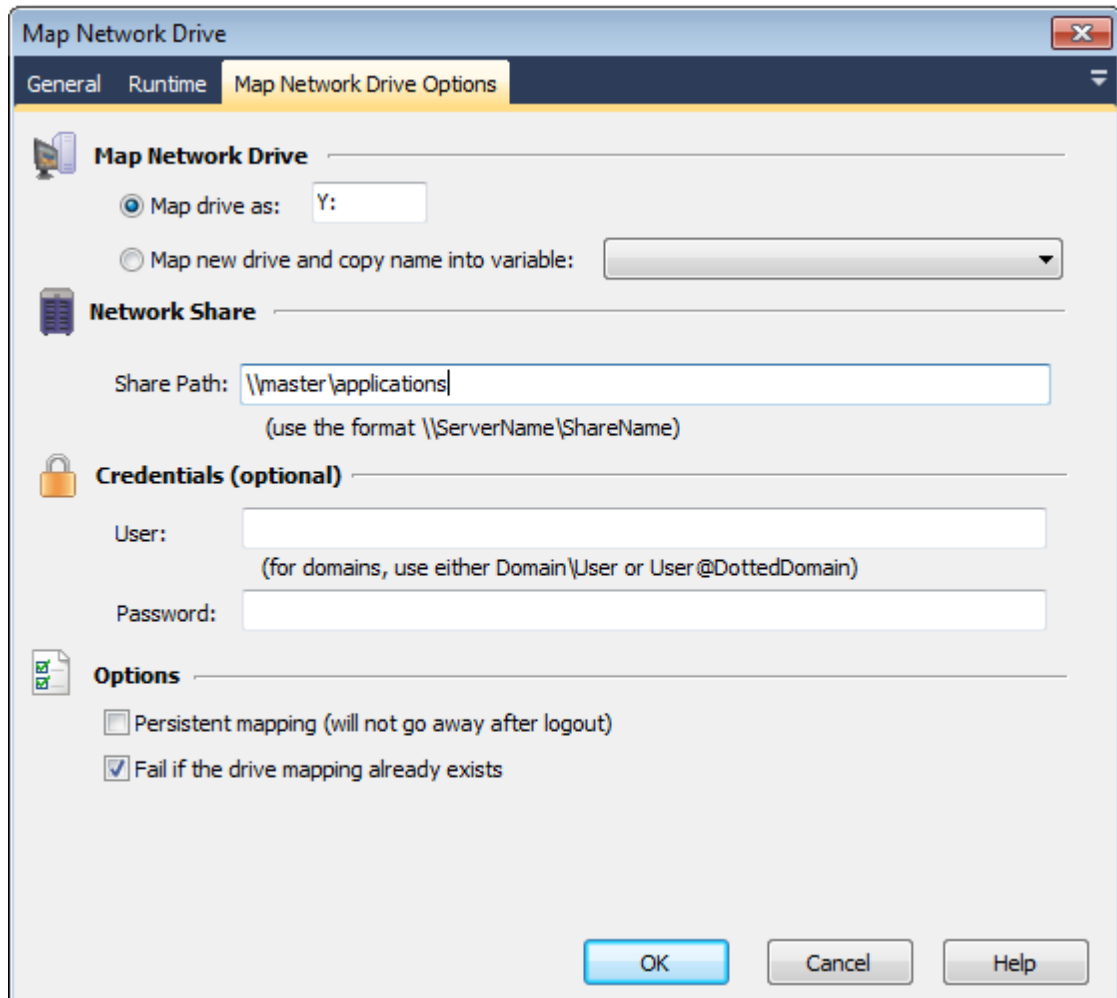 Map Network Drive
General Runtime Map Network Drive Options
Map Network Drive
Map drive as: Y:
Map new drive and copy name into variable:
Network Share
Share Path: \\master\applications
(use the format \\ServerName\ShareName)
Credentials (optional)
User:
(for domains, use either Domain\User or User@DottedDomain)
Password:
Options
Persistent mapping (will not go away after logout)
Fail if the drive mapping already exists
OK Cancel Help